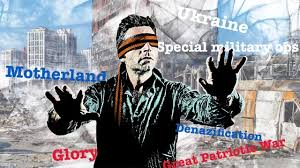 Ukraine
Special military ops
Motherland
Denazification
Glory
Great Patriotic War